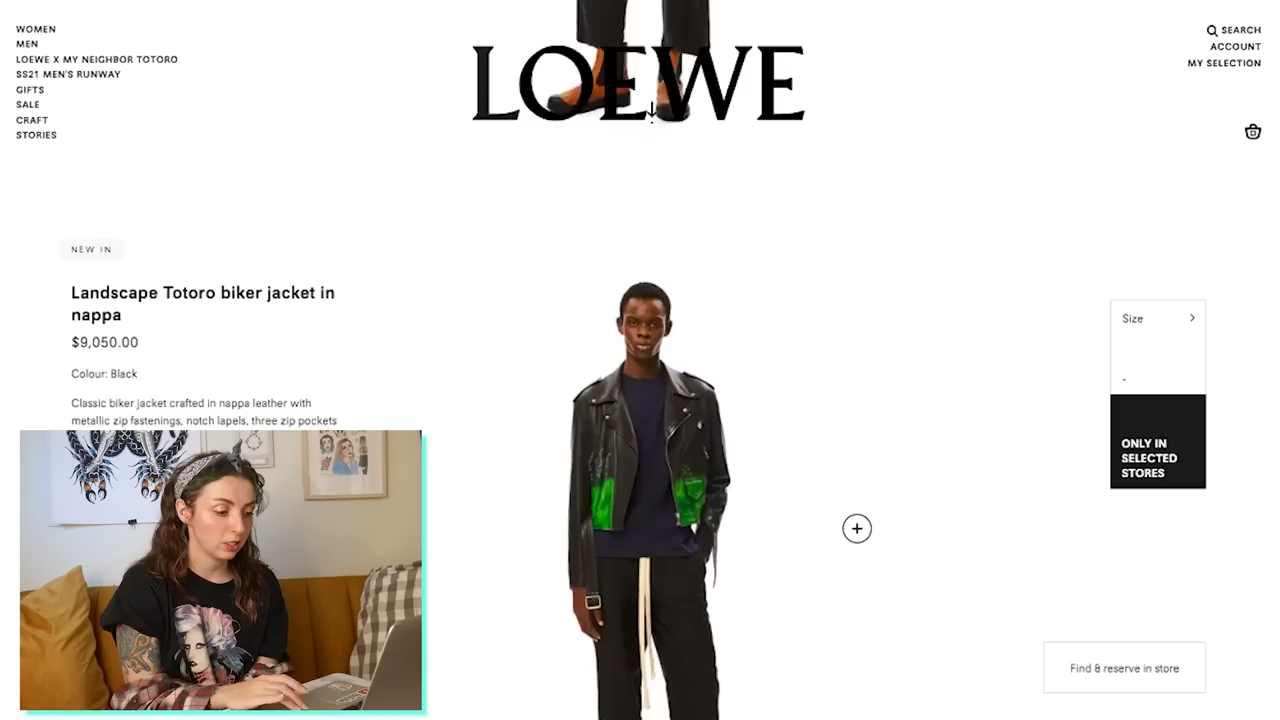 WOMEN
MEN
LOEWE X MY NEIGHBOR TOTORO
SS21 MEN'S RUNWAY
GIFTS
SALE
CRAFT
STORIES
LOEWE
SEARCH
ACCOUNT
MY SELECTION
NEW IN
Landscape Totoro biker jacket in
nappa
$9,050.00
Colour: Black
Classic biker jacket crafted in nappa leather with
metallic zip fastenings, notch lapels, three zip pockets
Size
-
ONLY IN
SELECTED
STORES
Find & reserve in store